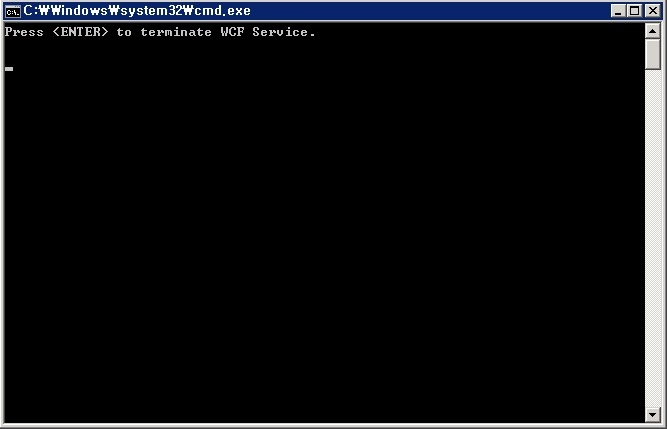 C:₩Windows₩system32₩cmd.exe
Press <ENTER> to terminate WCF Service.